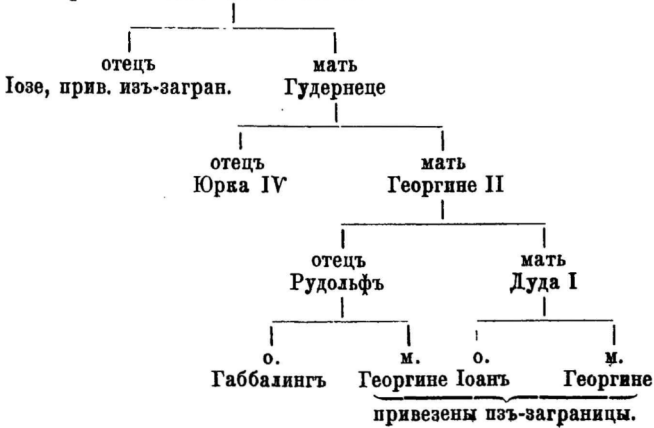 отецъ мать
Іозе, прив. изъ-загран. Гудернеце
отецъ мать
Юрка IV Георгине II
отецъ мать
Рудольфъ Дуда I
о. м. о. м.
Габбалингъ Георгине Іоанъ Георгине
привезены изъ-заграницы.